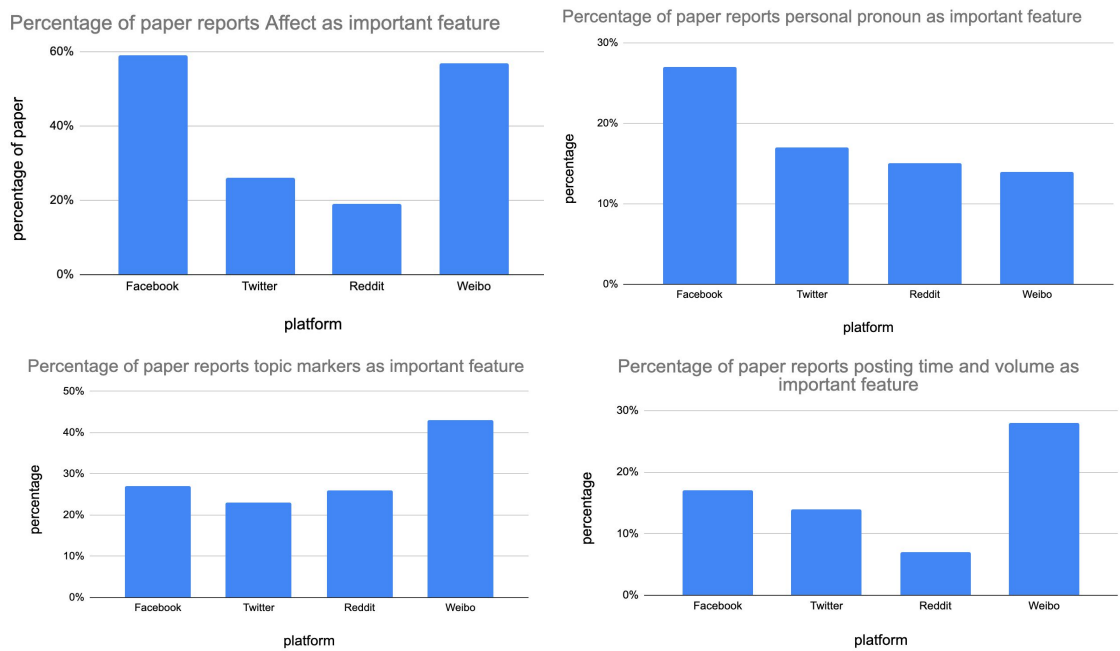 Percentage of paper reports Affect as important feature
percentage of paper
60%
40%
20%
0%
Facebook Twitter Reddit Weibo
platform
Percentage of paper reports personal pronoun as important feature
percentage
30%
20%
10%
0%
Facebook Twitter Reddit Weibo
platform
Percentage of paper reports topic markers as important feature
percentage
50%
40%
30%
20%
10%
0%
Facebook Twitter Reddit Weibo
platform
Percentage of paper reports posting time and volume as
important feature
percentage
30%
20%
10%
0%
Facebook Twitter Reddit Weibo
platform